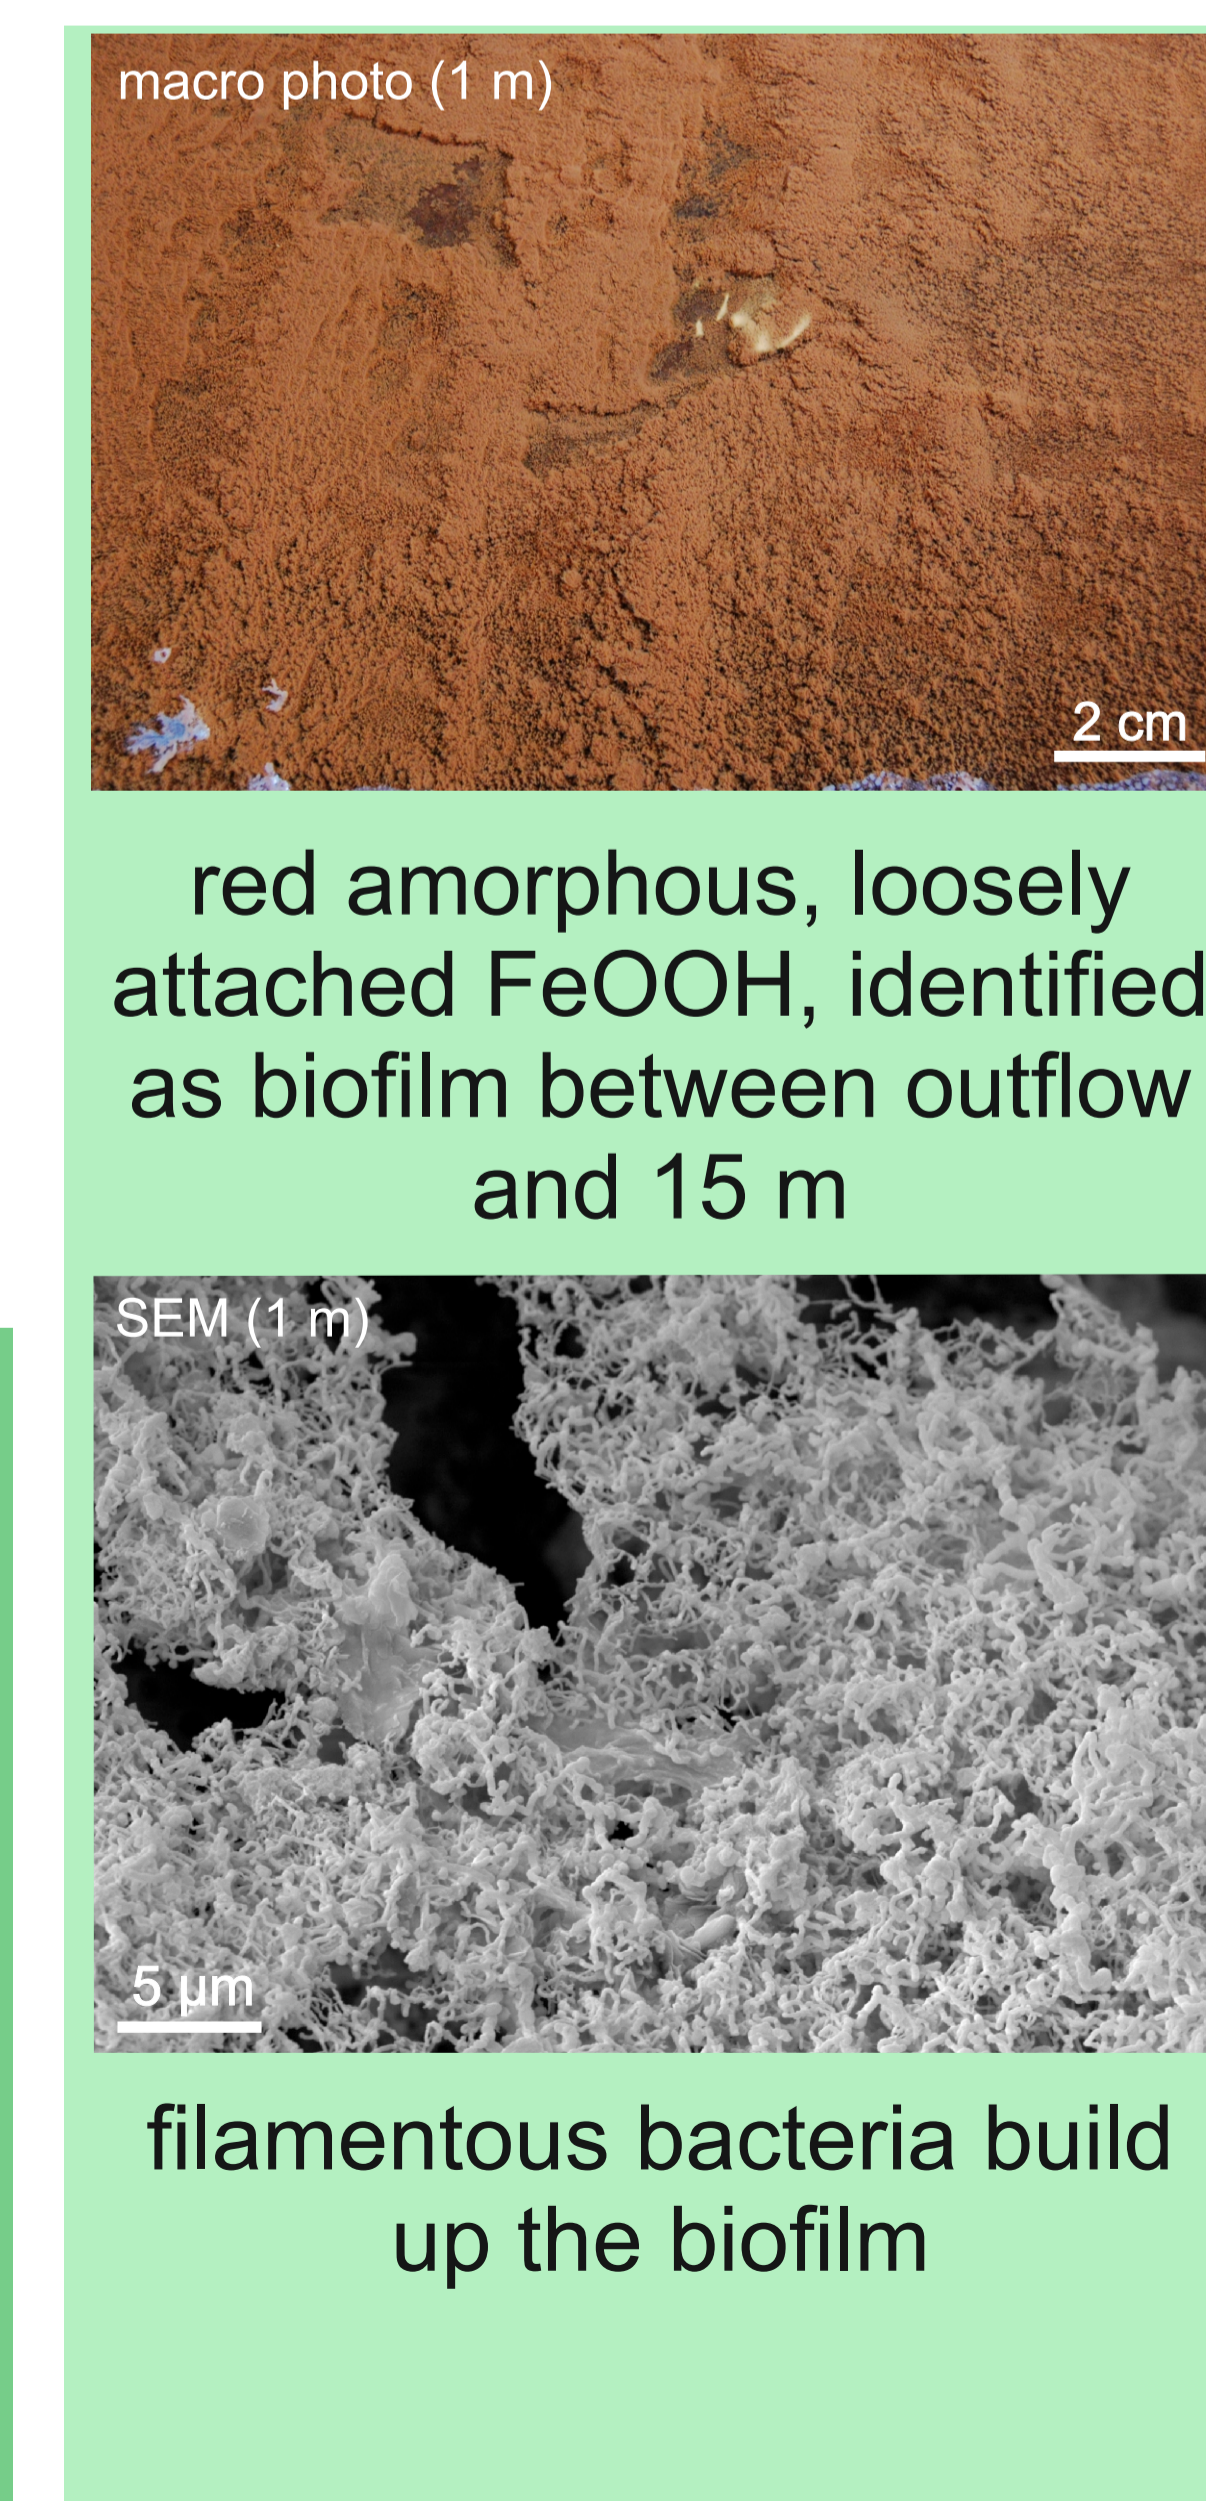 macro photo (1 m)
2 cm
red amorphous, loosely
attached FeOOH, identified
as biofilm between outflow
and 15 m
SEM (1 m)
5 µm
filamentous bacteria build
up the biofilm